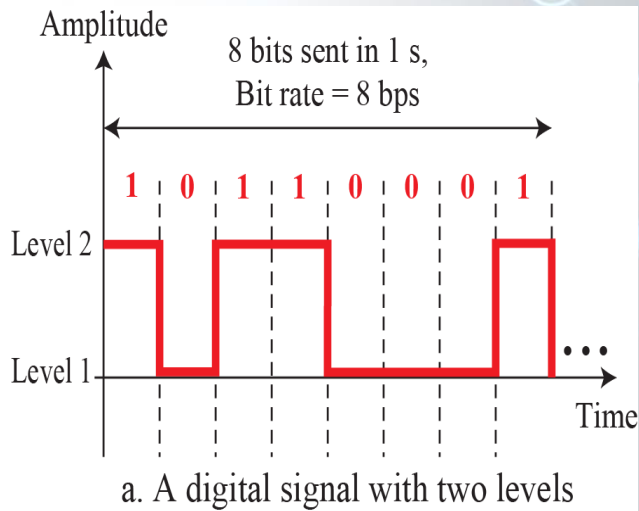 Amplitude
8 bits sent in 1 s,
Bit rate = 8 bps
1 0 1 1 0 0 0 1
Level 2
...
Level 1
Time
a. A digital signal with two levels